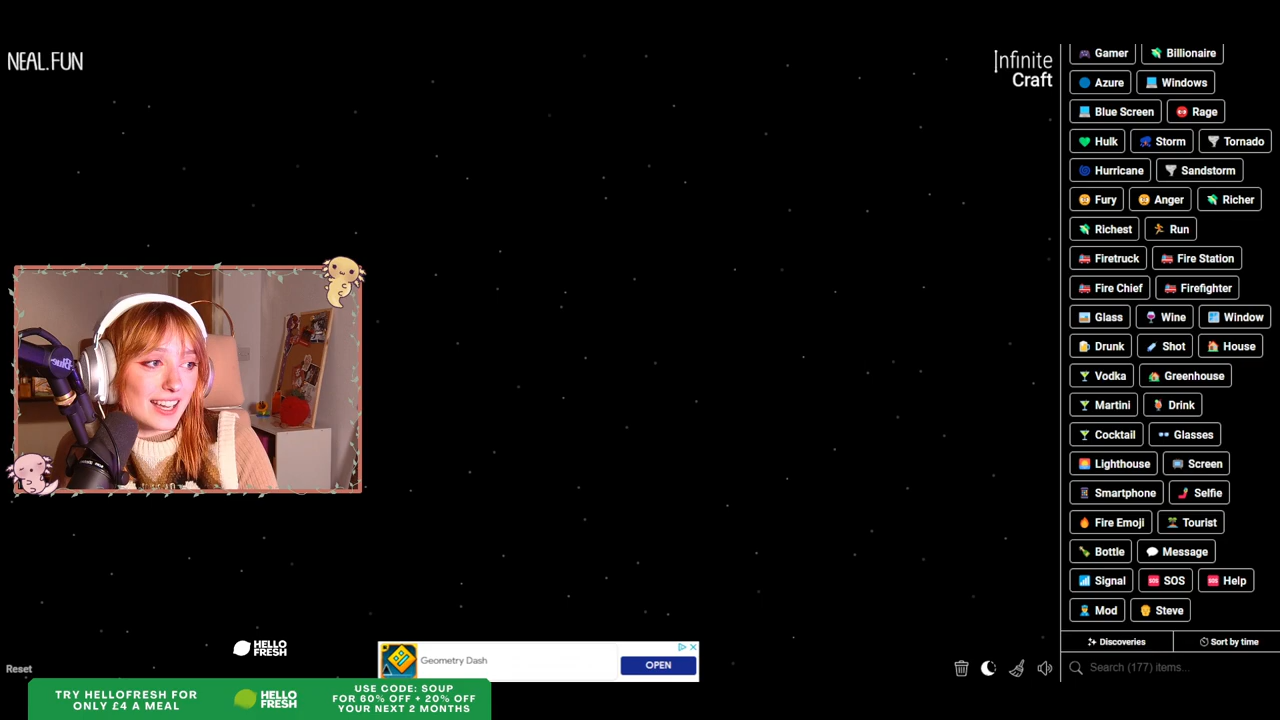 NEAL.FUN
Infinite
Craft
Gamer
Billionaire
Azure
Windows
Blue Screen
Rage
Hulk
Storm
Tornado
Hurricane
Sandstorm
Fury
Anger
Richer
Richest
Run
Firetruck
Fire Station
Fire Chief
Firefighter
Glass
Wine
Window
Drunk
Shot
House
Vodka
Greenhouse
Martini
Drink
Cocktail
Glasses
Lighthouse
Screen
Smartphone
Selfie
Fire Emoji
Tourist
Bottle
Message
Signal
SOS
SOS
SOS
Help
Mod
Steve
Discoveries
Sort by time
Search (177) items...
Reset
HELLO
FRESH
Geometry Dash
OPEN
TRY HELLOFRESH FOR
ONLY £4 A MEAL
HELLO
FRESH
USE CODE: SOUP
FOR 60% OFF + 20% OFF
YOUR NEXT 2 MONTHS